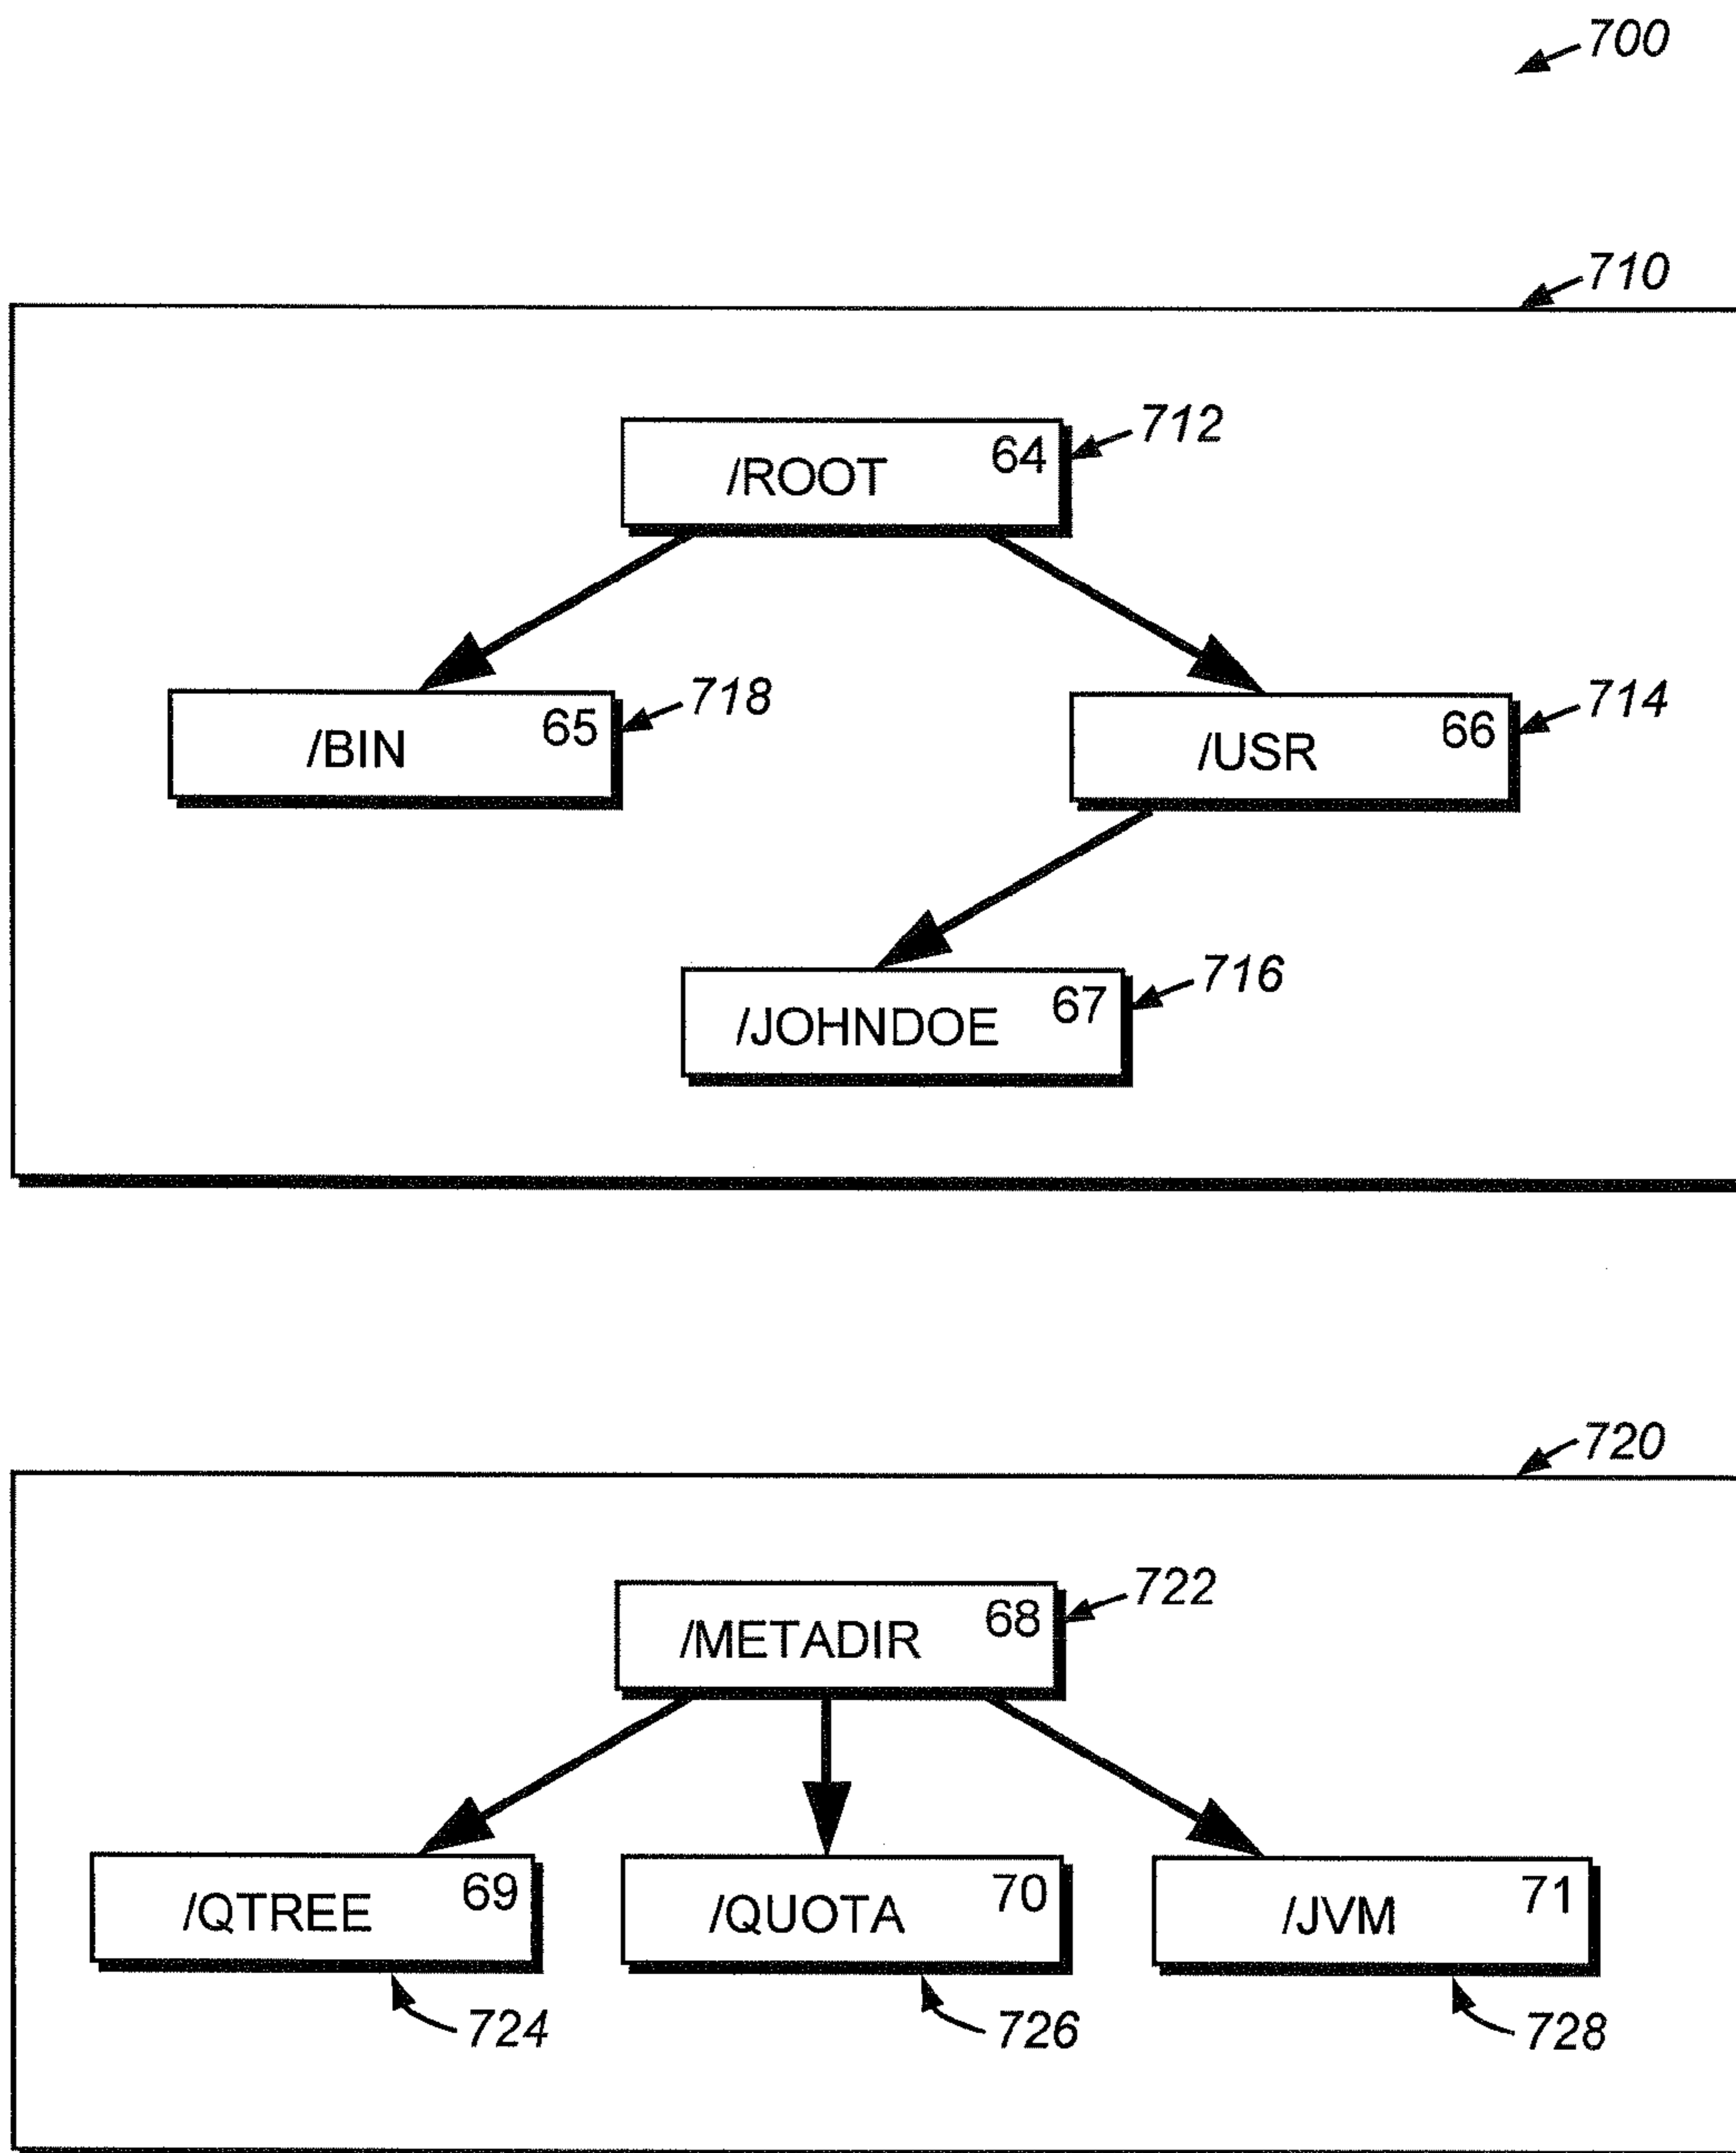 700
710
/ROOT 64 712
/BIN 65 718
/USR 66 714
/JOHNDOE 67 716
720
/METADIR 68 722
/QTREE 69
/QUOTA 70
/JVM 71
724
726
728